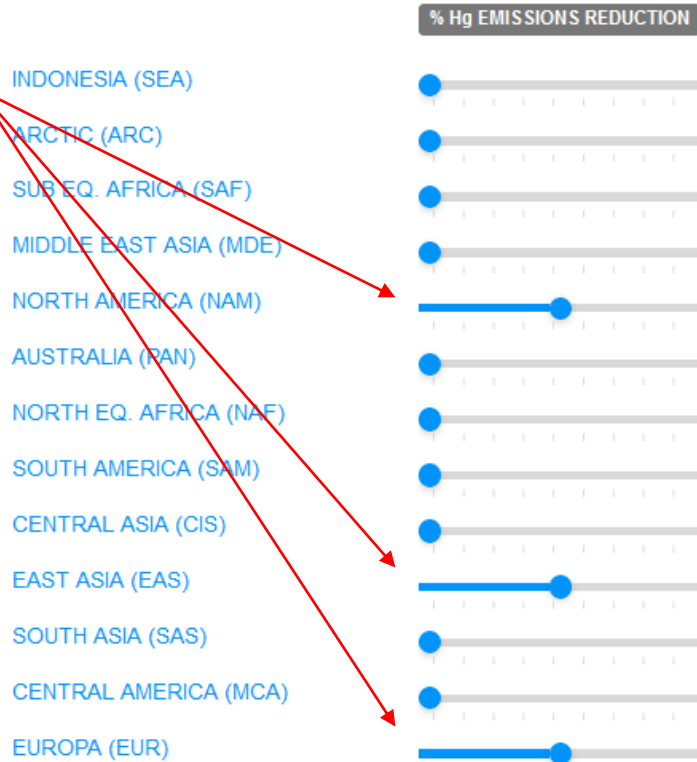 % Hg EMISSIONS REDUCTION
INDONESIA (SEA)
ARCTIC (ARC)
SUB EQ. AFRICA (SAF)
MIDDLE EAST ASIA (MDE)
NORTH AMERICA (NAM)
AUSTRALIA (PAN)
NORTH EQ. AFRICA (NAF)
SOUTH AMERICA (SAM)
CENTRAL ASIA (CIS)
EAST ASIA (EAS)
SOUTH ASIA (SAS)
CENTRAL AMERICA (MCA)
EUROPA (EUR)